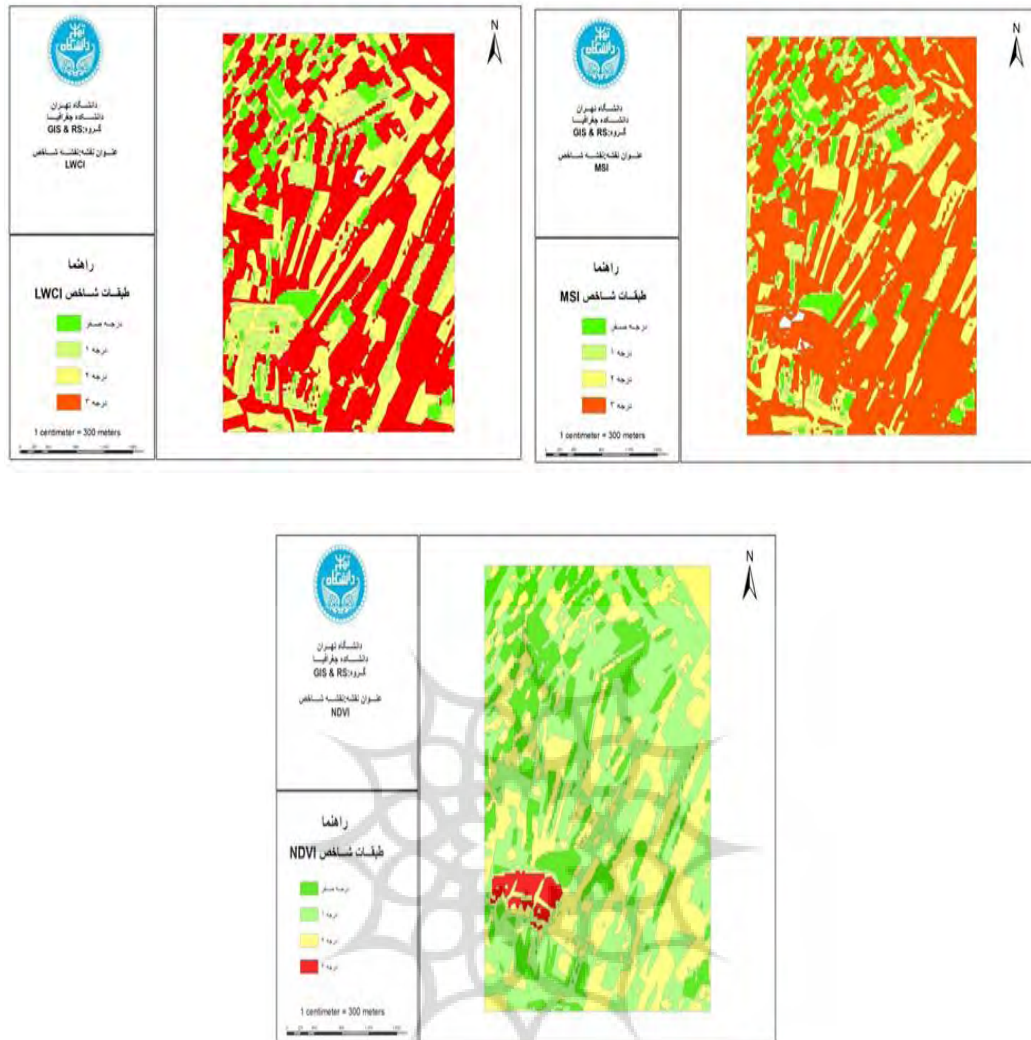 دانشگاه تهران
دانشکده جغرافیا
گروه: GIS & RS
عنوان نقشه: نقشه شاخص
LWCI
راهنما
طبقات شاخص LWCI
درجه صفر
درجه ۱
درجه ۲
درجه ۳
1 centimeter = 300 meters
N
دانشگاه تهران
دانشکده جغرافیا
گروه: GIS & RS
عنوان نقشه: نقشه شاخص
MSI
راهنما
طبقات شاخص MSI
درجه صفر
درجه ۱
درجه ۲
درجه ۳
1 centimeter = 300 meters
N
دانشگاه تهران
دانشکده جغرافیا
گروه: GIS & RS
عنوان نقشه: نقشه شاخص
NDVI
راهنما
طبقات شاخص NDVI
درجه صفر
درجه ۱
درجه ۲
درجه
1 centimeter = 300 meters
N